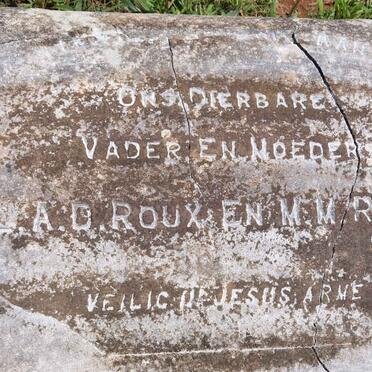 ONS DIERBARE
VADER EN MOEDER
A.D. ROUX EN M.M R
VEILIG IN JESUS ARME